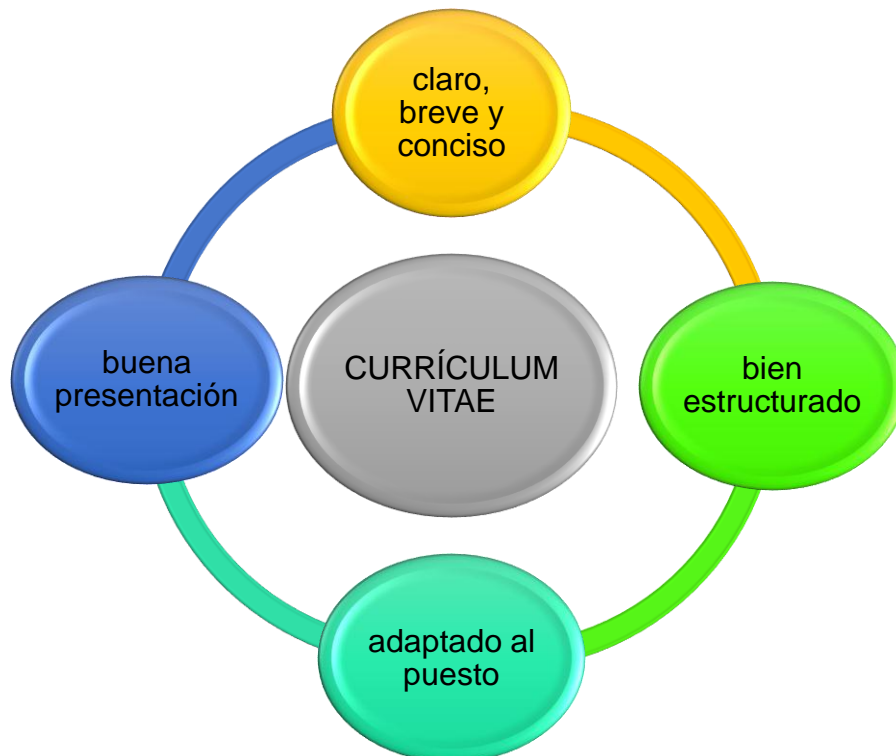 claro,
breve y
conciso
buena
presentación
CURRÍCULUM
VITAE
bien
estructurado
adaptado al
puesto